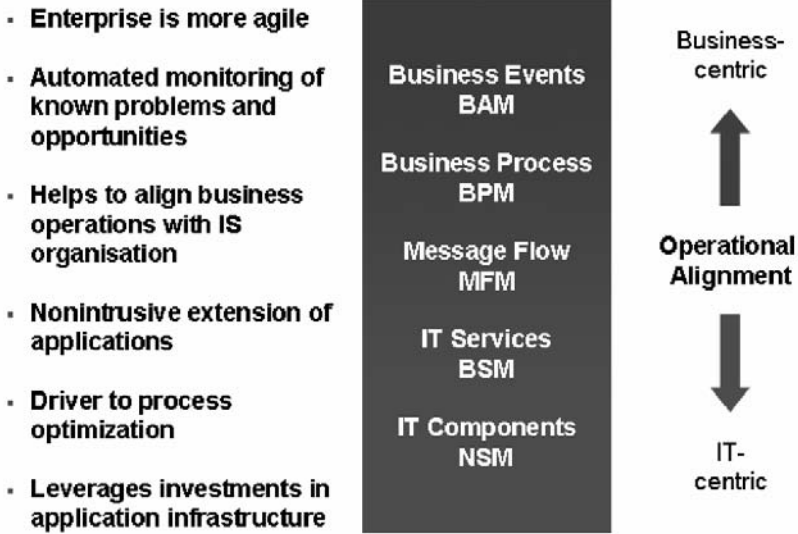 ▪ Enterprise is more agile
▪ Automated monitoring of
known problems and
opportunities
▪ Helps to align business
operations with IS
organisation
▪ Nonintrusive extension of
applications
▪ Driver to process
optimization
▪ Leverages investments in
application infrastructure
Business Events
BAM
Business Process
BPM
Message Flow
MFM
IT Services
BSM
IT Components
NSM
Business-
centric
Operational
Alignment
IT-
centric